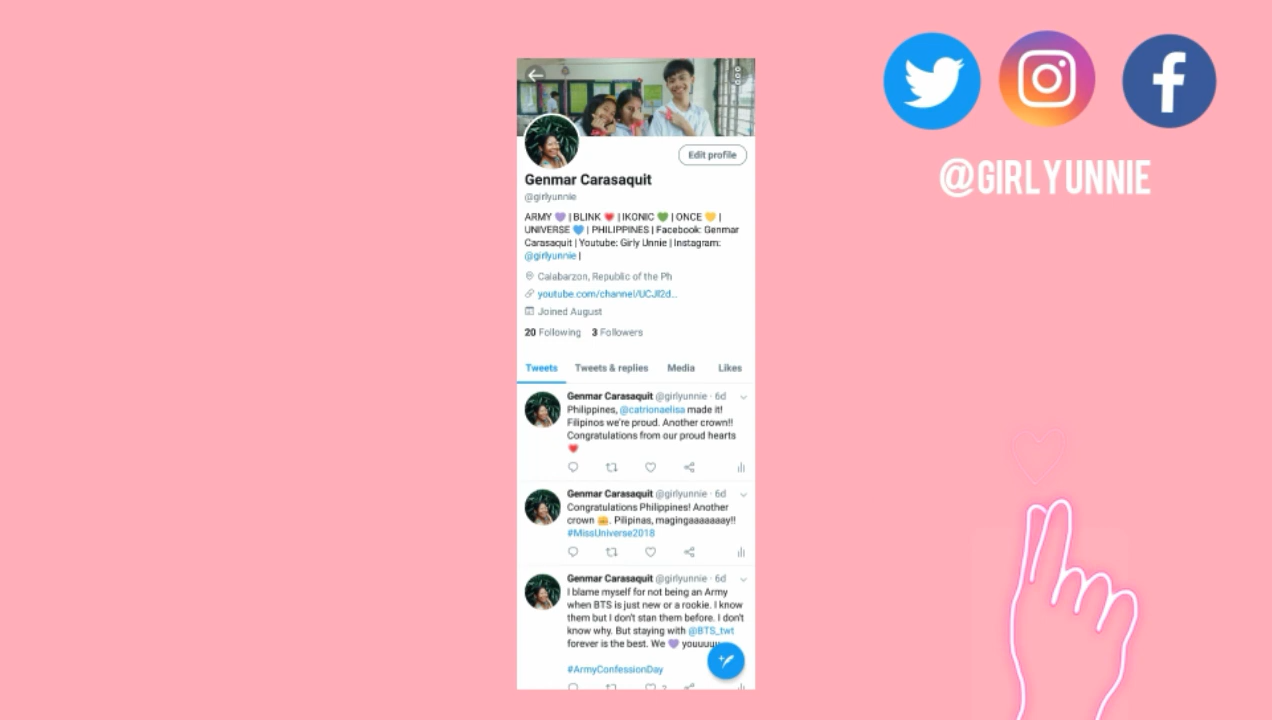 @GIRLYUNNIE
Edit profile
Genmar Carasaquit
@girlyunnie
ARMY 💜 | BLINK ❤️ | IKONIC 💚 | ONCE 💛 |
UNIVERSE 💙 | PHILIPPINES | Facebook: Genmar
Carasaquit | Youtube: Girly Unnie | Instagram:
@girlyunnie |
Calabarzon, Republic of the Ph
youtube.com/channel/UCJl2d...
Joined August
20 Following 3 Followers
Tweets Tweets & replies Media Likes
Genmar Carasaquit @girlyunnie · 6d
Philippines, @catrionaelisa made it!
Filipinos we're proud. Another crown!!
Congratulations from our proud hearts
❤️
Genmar Carasaquit @girlyunnie · 6d
Congratulations Philippines! Another
crown 👑. Pilipinas, magingaaaaaaay!!
#MissUniverse2018
Genmar Carasaquit @girlyunnie · 6d
I blame myself for not being an Army
when BTS is just new or a rookie. I know
them but I don't stan them before. I don't
know why. But staying with @BTS_twt
forever is the best. We 💜 youuuu
#ArmyConfessionDay